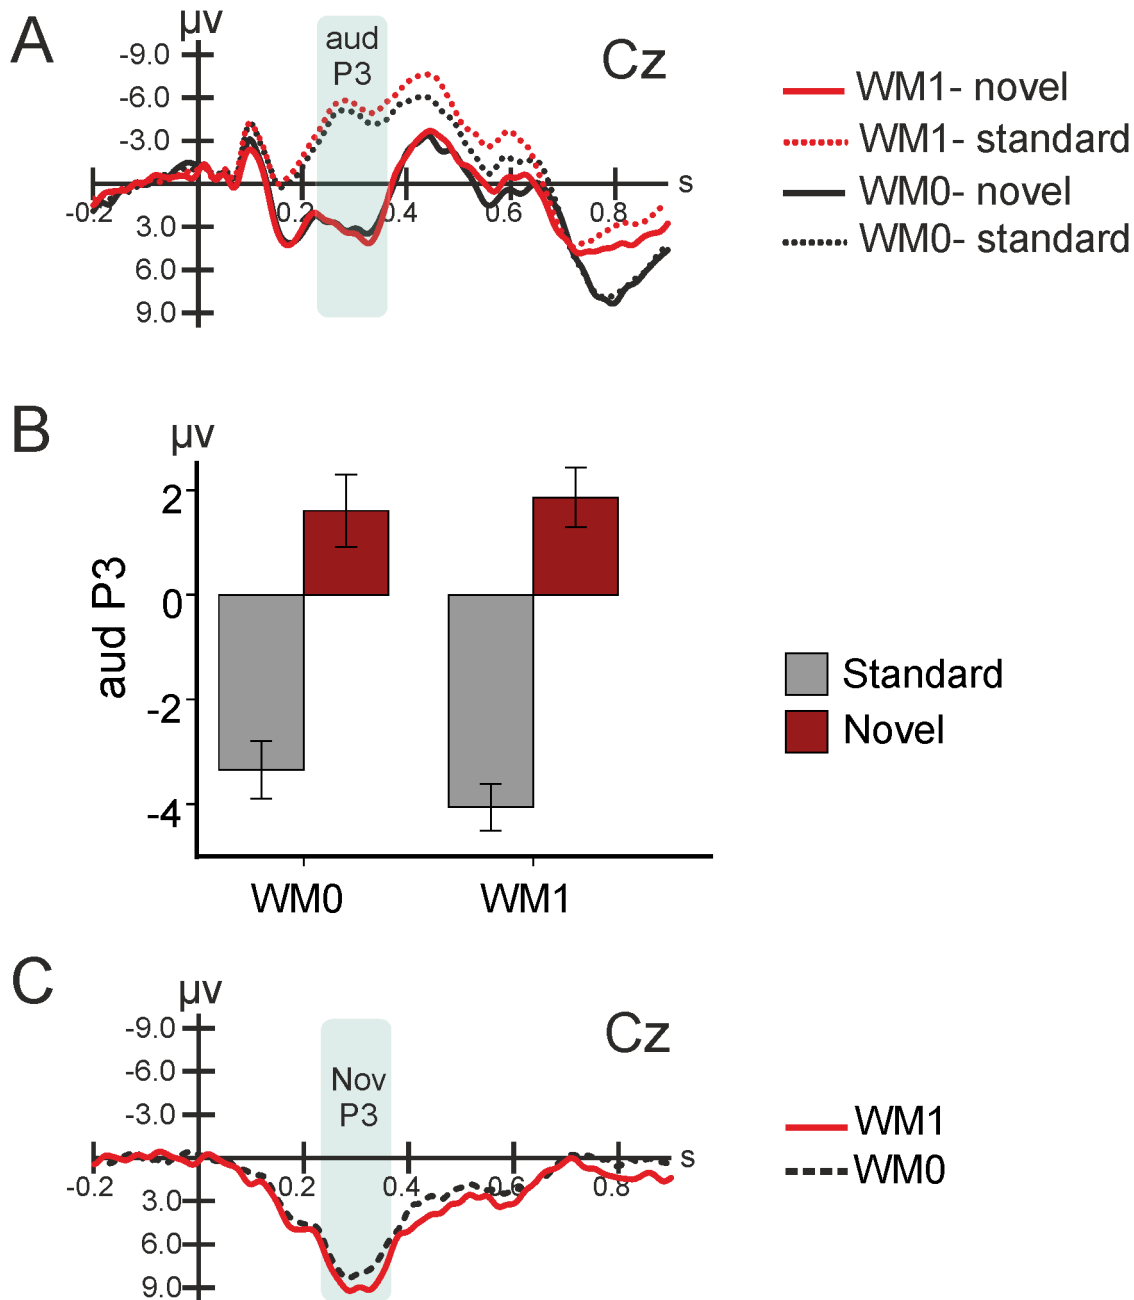 A
µv
Cz
aud
P3
-9.0
-6.0
-3.0
3.0
6.0
9.0
-0.2
0.2
0.4
0.6
0.8
s
WM1- novel
WM1- standard
WM0- novel
WM0- standard
B
µv
aud P3
2
0
-2
-4
WM0
WM1
Standard
Novel
C
µv
Cz
Nov
P3
-9.0
-6.0
-3.0
3.0
6.0
9.0
-0.2
0.2
0.4
0.6
0.8
s
WM1
WM0